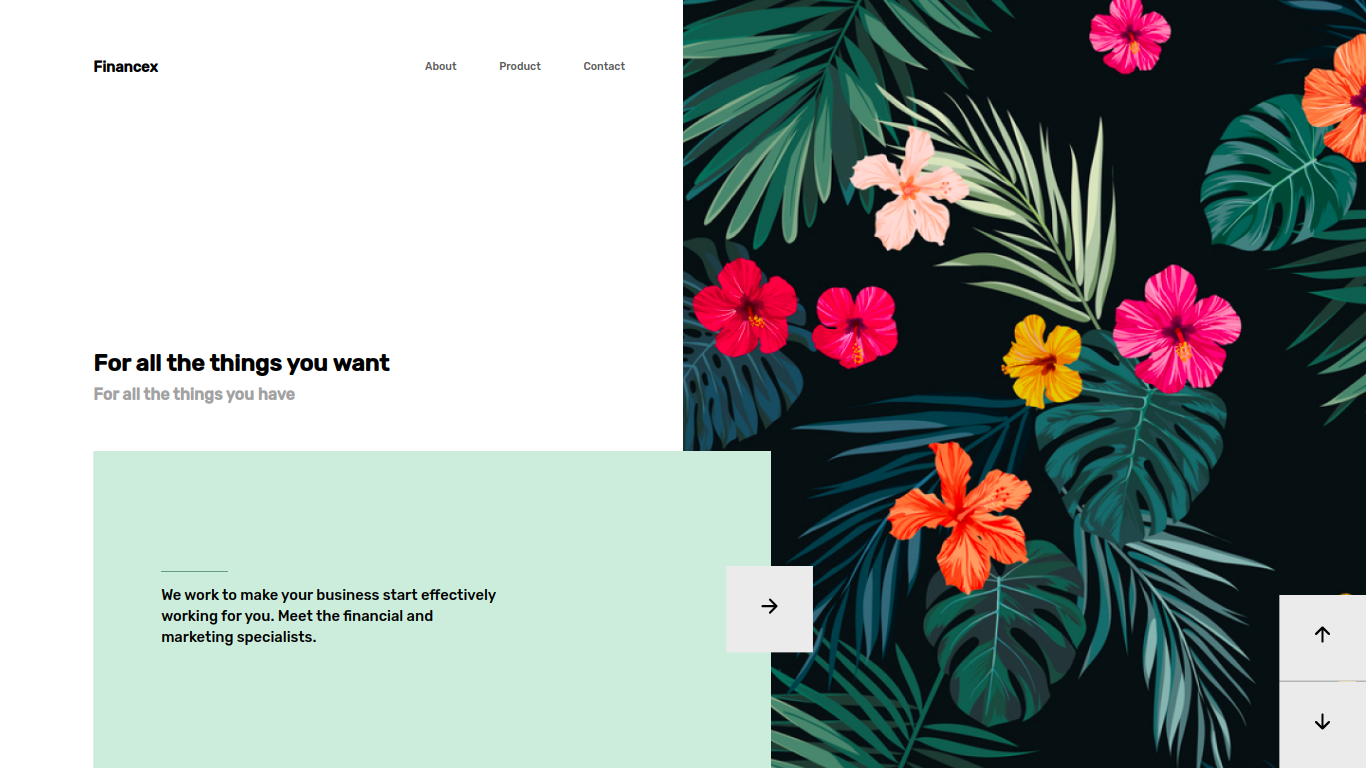 Financex
About
Product
Contact
For all the things you want
For all the things you have
We work to make your business start effectively
working for you. Meet the financial and
marketing specialists.